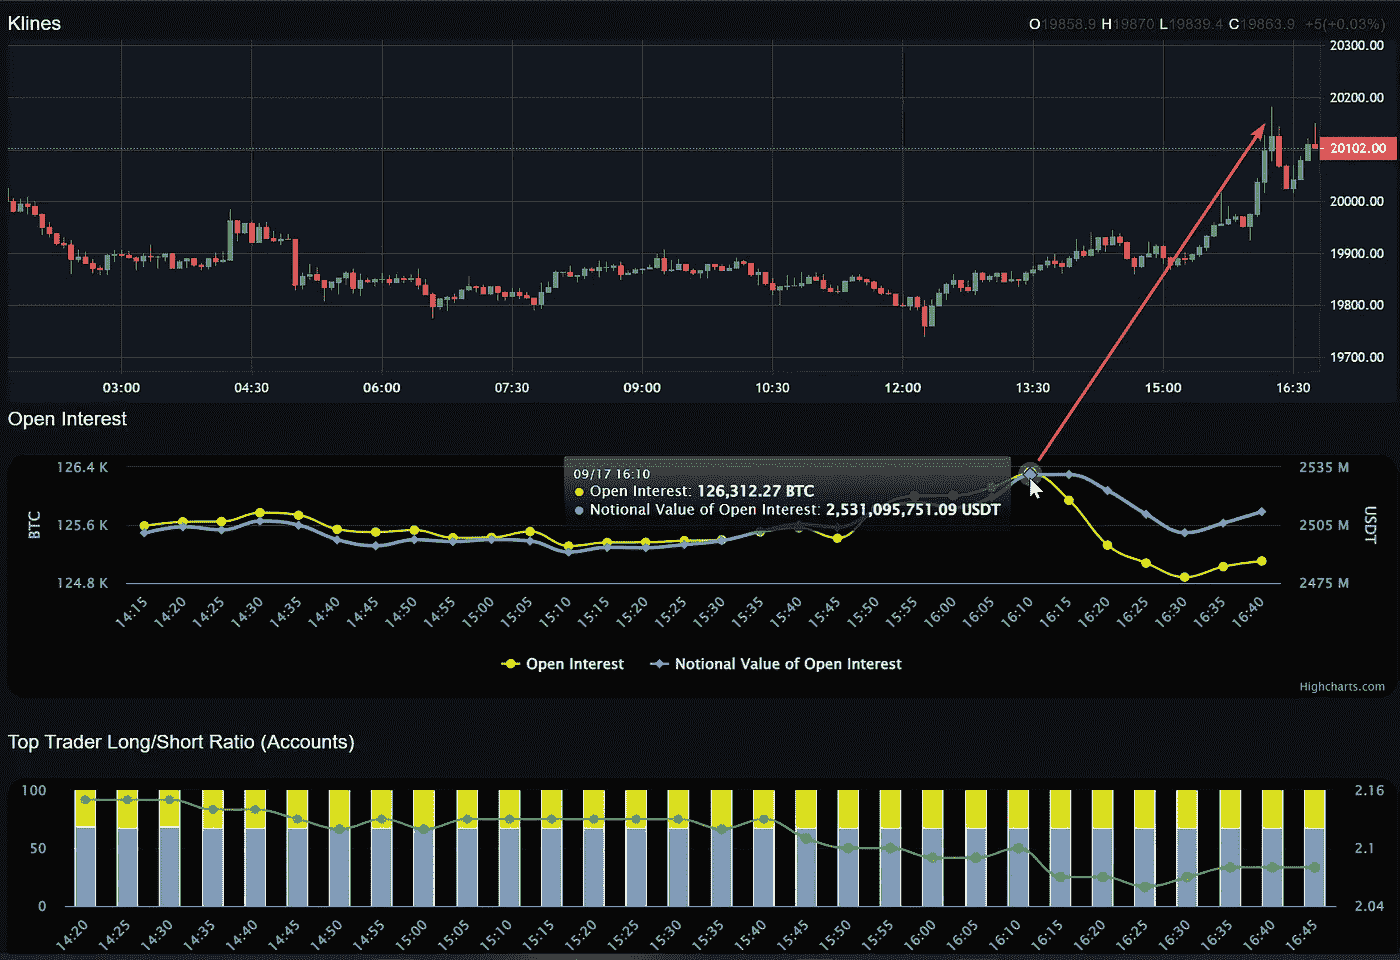 Klines
O 19858.9 H 19870 L 19839.4 C 19863.9 +5(+0.03%)
20300.00
20200.00
20102.00
20000.00
19900.00
19800.00
19700.00
03:00 04:30 06:00 07:30 09:00 10:30 12:00 13:30 15:00 16:30
Open Interest
126.4 K
125.6 K
124.8 K
BTC
09/17 16:10
Open Interest: 126,312.27 BTC
Notional Value of Open Interest: 2,531,095,751.09 USDT
2535 M
2505 M
2475 M
USDT
14:15 14:20 14:25 14:30 14:35 14:40 14:45 14:50 14:55 15:00 15:05 15:10 15:15 15:20 15:25 15:30 15:35 15:40 15:45 15:50 15:55 16:00 16:05 16:10 16:15 16:20 16:25 16:30 16:35 16:40
Open Interest Notional Value of Open Interest
Highcharts.com
Top Trader Long/Short Ratio (Accounts)
100
50
0
2.16
2.1
2.04
14:20 14:25 14:30 14:35 14:40 14:45 14:50 14:55 15:00 15:05 15:10 15:15 15:20 15:25 15:30 15:35 15:40 15:45 15:50 15:55 16:00 16:05 16:10 16:15 16:20 16:25 16:30 16:35 16:40 16:45